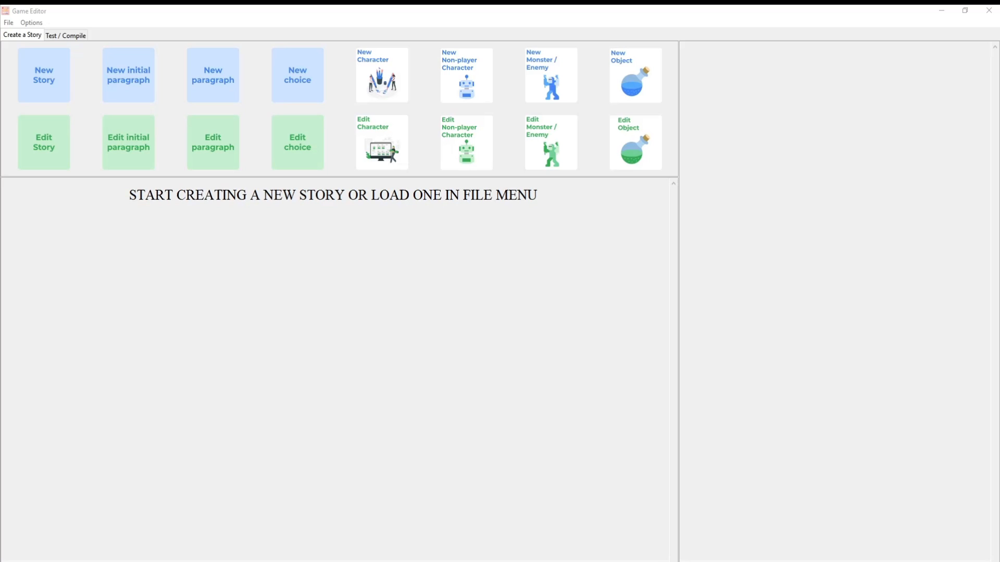 Game Editor
File Options
Create a Story Test / Compile
New
Story
New initial
paragraph
New
paragraph
New
choice
New
Character
New
Non-player
Character
New
Monster /
Enemy
New
Object
Edit
Story
Edit initial
paragraph
Edit
paragraph
Edit
choice
Edit
Character
Edit
Non-player
Character
Edit
Monster /
Enemy
Edit
Object
START CREATING A NEW STORY OR LOAD ONE IN FILE MENU